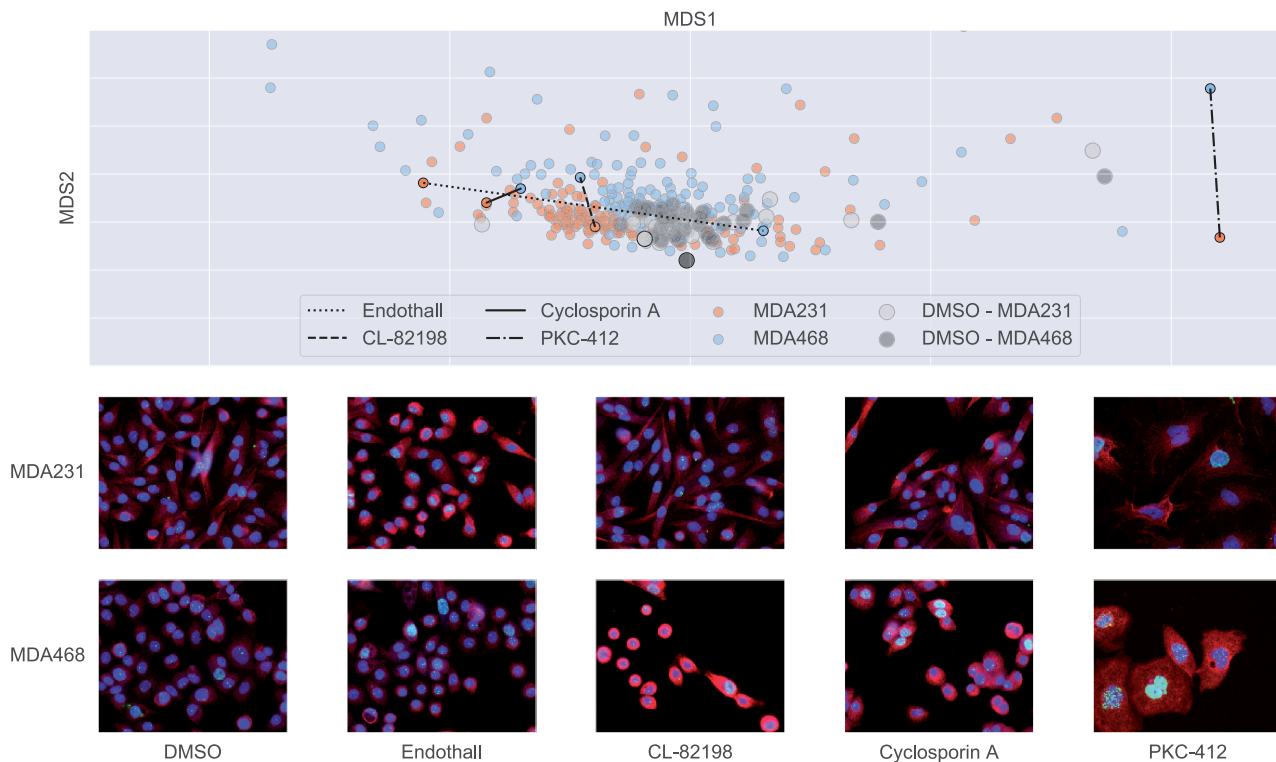 MDS1
MDS2
Endothall Cyclosporin A MDA231 DMSO - MDA231
CL-82198 PKC-412 MDA468 DMSO - MDA468
MDA231
MDA468
DMSO Endothall CL-82198 Cyclosporin A PKC-412